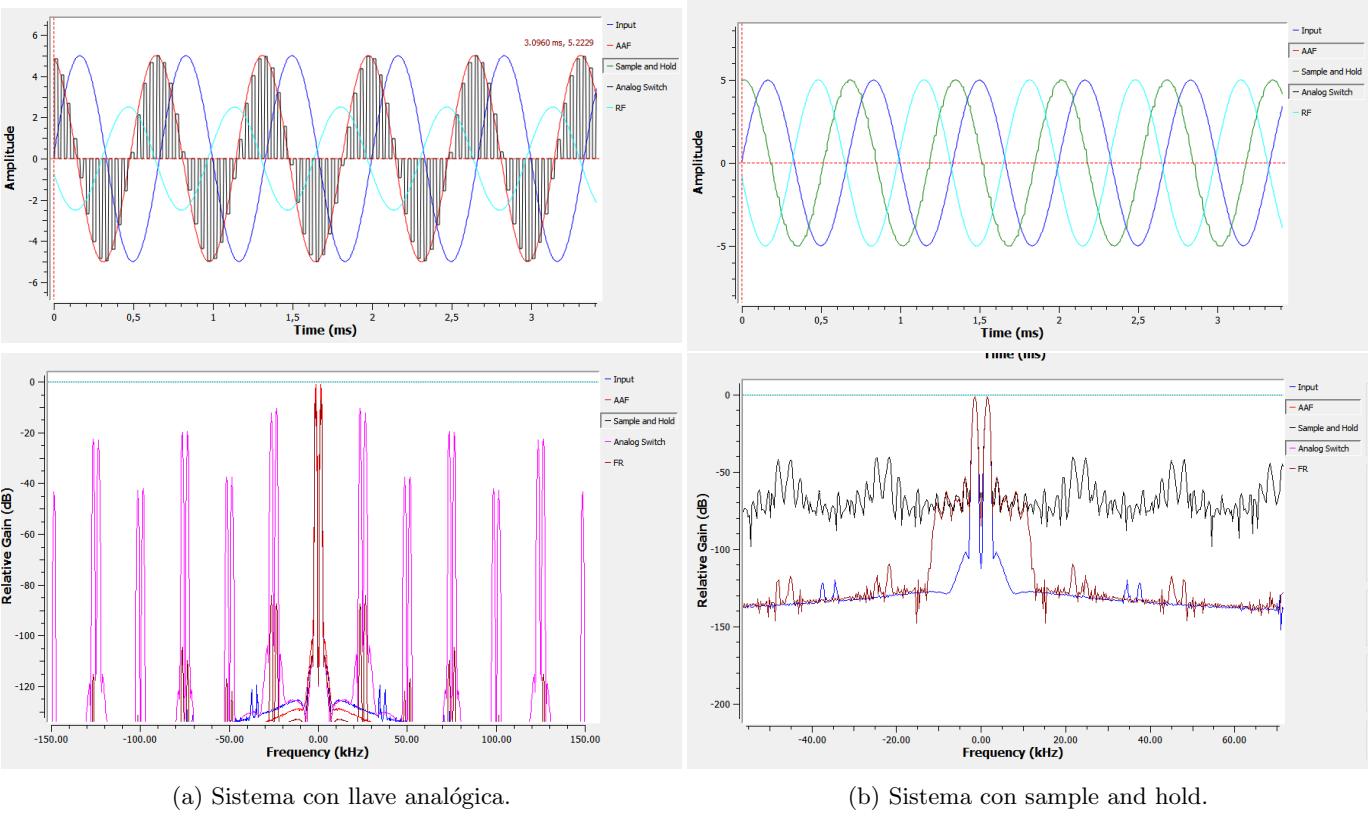 6
4
2
0
-2
-4
-6
Amplitude
0
0,5
1
1,5
2
2,5
3
Time (ms)
3.0960 ms, 5.2229
Input
AAF
Sample and Hold
Analog Switch
RF
5
0
-5
Amplitude
0
0,5
1
1,5
2
2,5
3
Time (ms)
Input
AAF
Sample and Hold
Analog Switch
RF
0
-20
-40
-60
-80
-100
-120
Relative Gain (dB)
-150.00
-100.00
-50.00
0.00
50.00
100.00
150.00
Frequency (kHz)
Input
AAF
Sample and Hold
Analog Switch
FR
Time (ms)
0
-50
-100
-150
-200
Relative Gain (dB)
-40.00
-20.00
0.00
20.00
40.00
60.00
Frequency (kHz)
Input
AAF
Sample and Hold
Analog Switch
FR
(a) Sistema con llave analógica.
(b) Sistema con sample and hold.